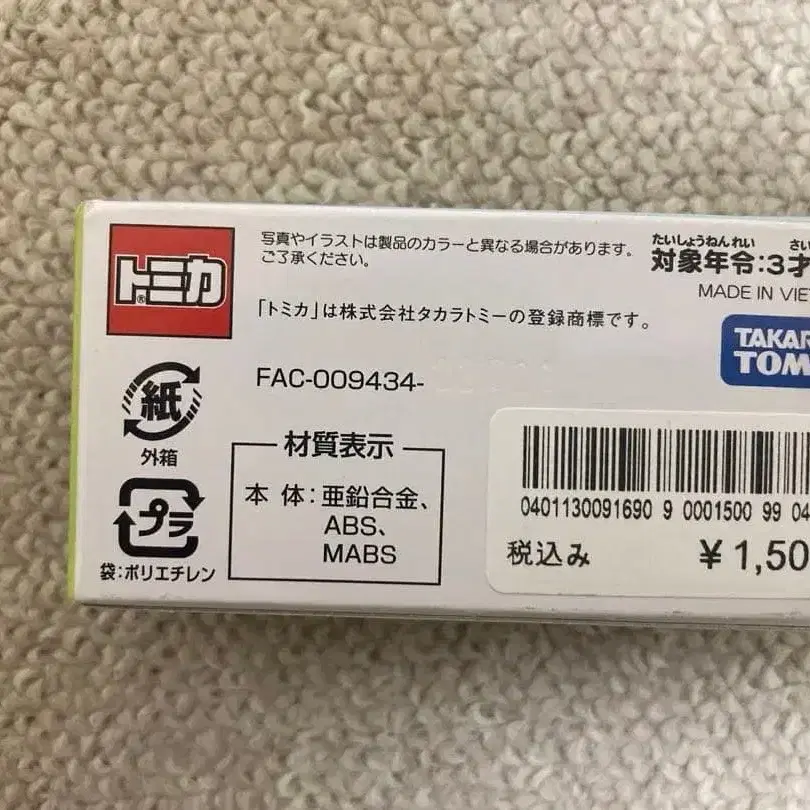 トミカ®
写真やイラストは製品のカラーと異なる場合があります。
ご了承ください。
「トミカ」は株式会社タカラトミーの登録商標です。
FAC-009434-
紙
外箱
プラ
袋:ポリエチレン
材質表示
本 体:亜鉛合金、
ABS、
MABS
たいしょうねんれい さい
対象年令:3才
MADE IN VIE
TAKAR
TOM
0401130091690 9 0001500 99 04
税込み ¥1,50